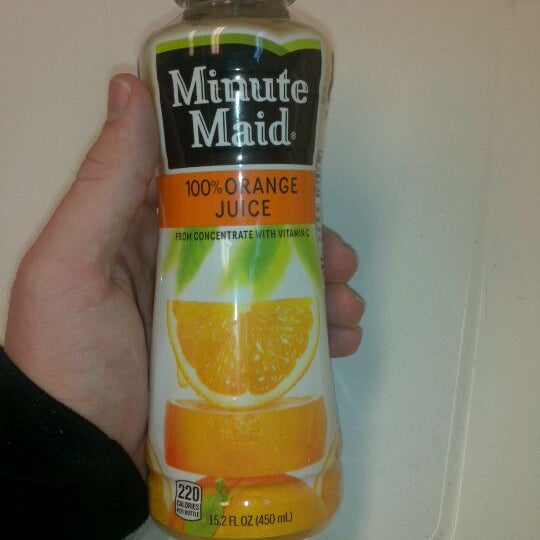 Minute
Maid®
100% ORANGE
JUICE
FROM CONCENTRATE WITH VITAMIN C
220
CALORIES
PER BOTTLE
15.2 FL OZ (450 mL)